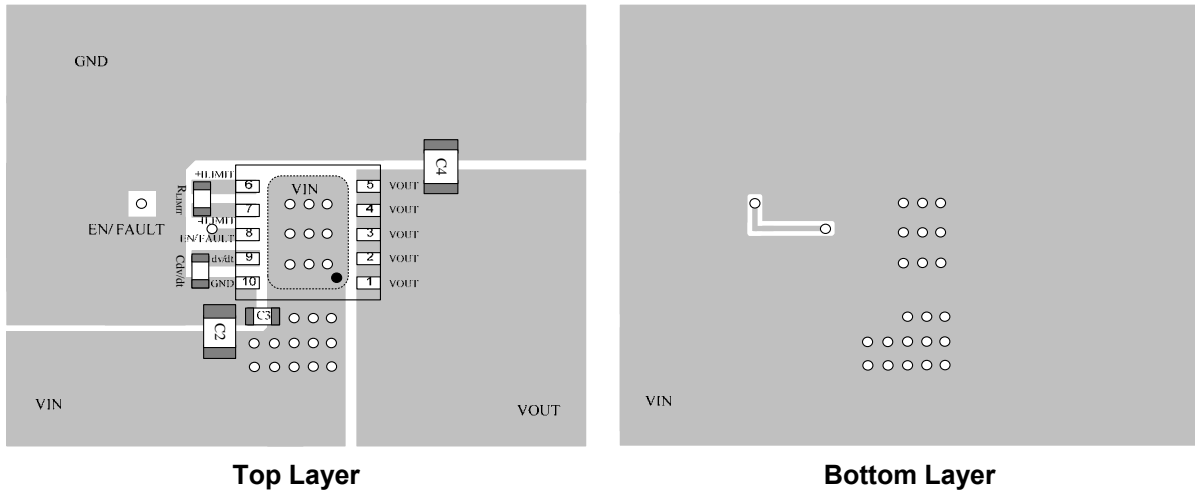 GND
+ILIMIT
C4
6
VIN
5
VOUT
RLIMIT
7
4
VOUT
-ILIMIT
EN/FAULT
EN/FAULT
8
3
VOUT
Cdv/dt
dv/dt
9
2
VOUT
GND
10
1
VOUT
C2
C3
VIN
VOUT
VIN
Top Layer
Bottom Layer